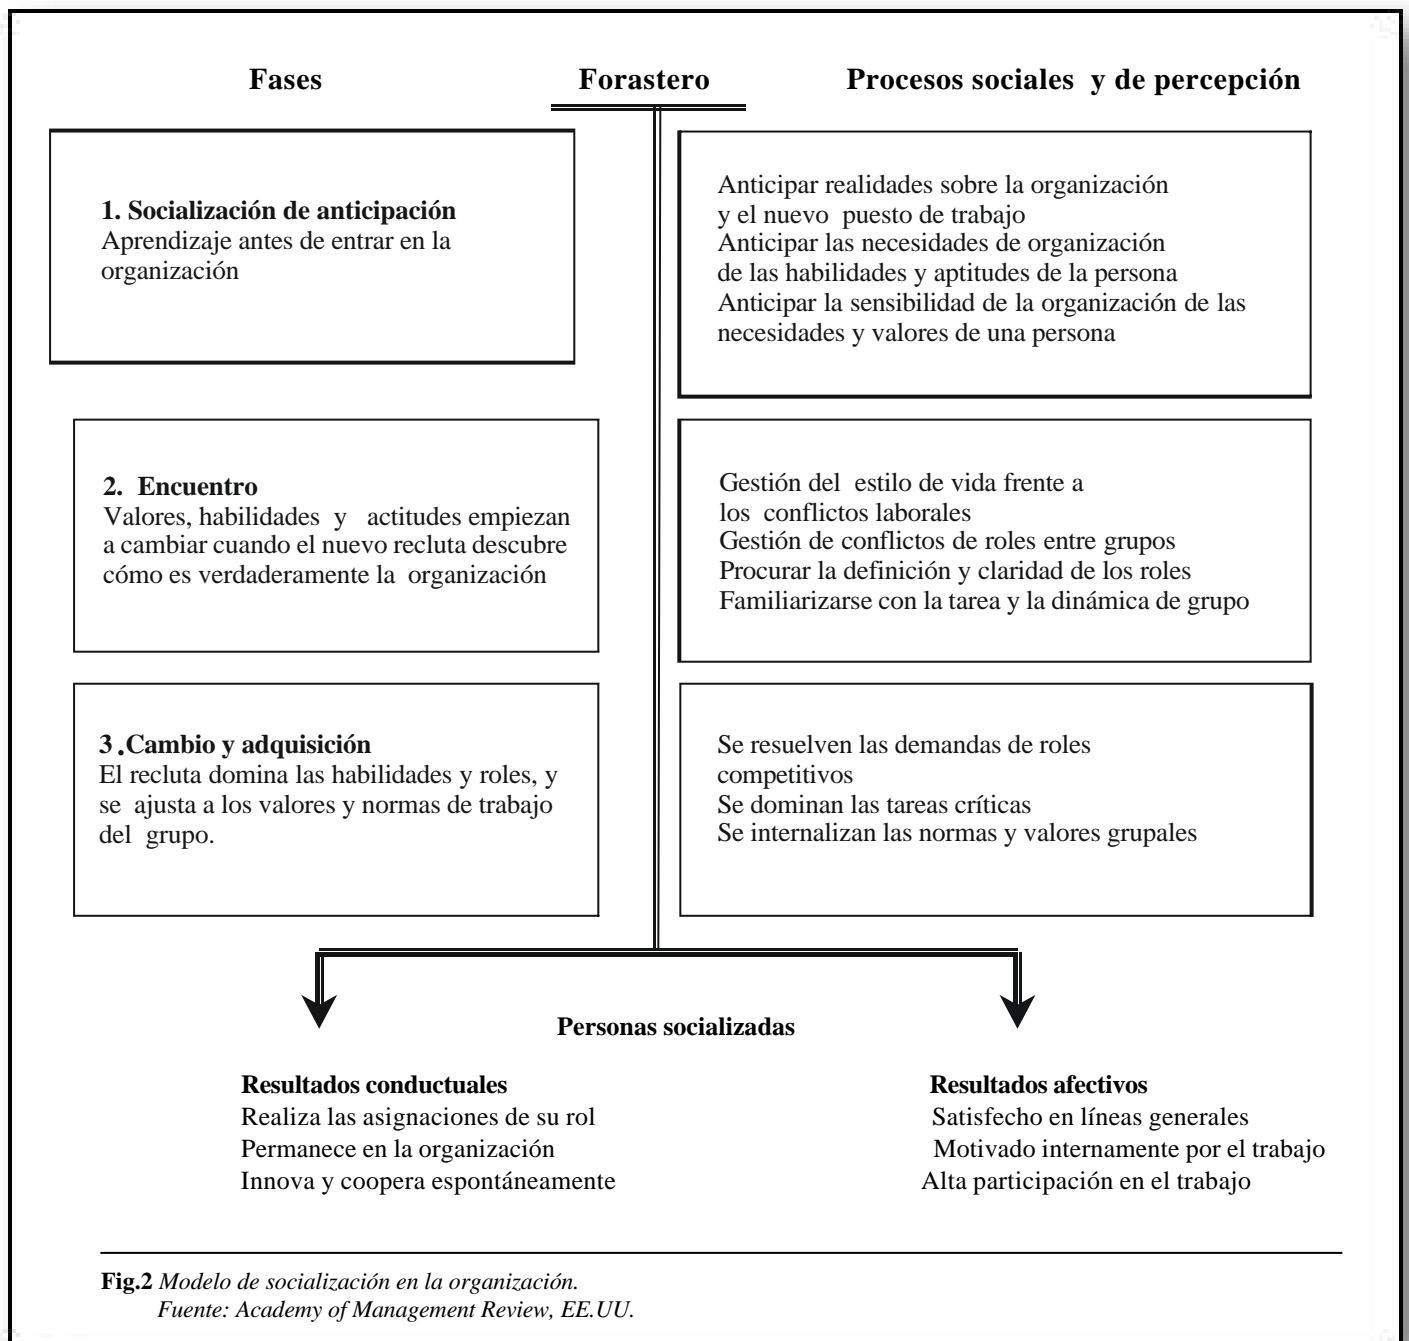 Fases
Forastero
Procesos sociales y de percepción
1. Socialización de anticipación
Aprendizaje antes de entrar en la
organización
Anticipar realidades sobre la organización
y el nuevo puesto de trabajo
Anticipar las necesidades de organización
de las habilidades y aptitudes de la persona
Anticipar la sensibilidad de la organización de las
necesidades y valores de una persona
2. Encuentro
Valores, habilidades y actitudes empiezan
a cambiar cuando el nuevo recluta descubre
cómo es verdaderamente la organización
Gestión del estilo de vida frente a
los conflictos laborales
Gestión de conflictos de roles entre grupos
Procurar la definición y claridad de los roles
Familiarizarse con la tarea y la dinámica de grupo
3 .Cambio y adquisición
El recluta domina las habilidades y roles, y
se ajusta a los valores y normas de trabajo
del grupo.
Se resuelven las demandas de roles
competitivos
Se dominan las tareas críticas
Se internalizan las normas y valores grupales
Personas socializadas
Resultados conductuales
Realiza las asignaciones de su rol
Permanece en la organización
Innova y coopera espontáneamente
Resultados afectivos
Satisfecho en líneas generales
Motivado internamente por el trabajo
Alta participación en el trabajo
Fig.2 Modelo de socialización en la organización.
Fuente: Academy of Management Review, EE.UU.